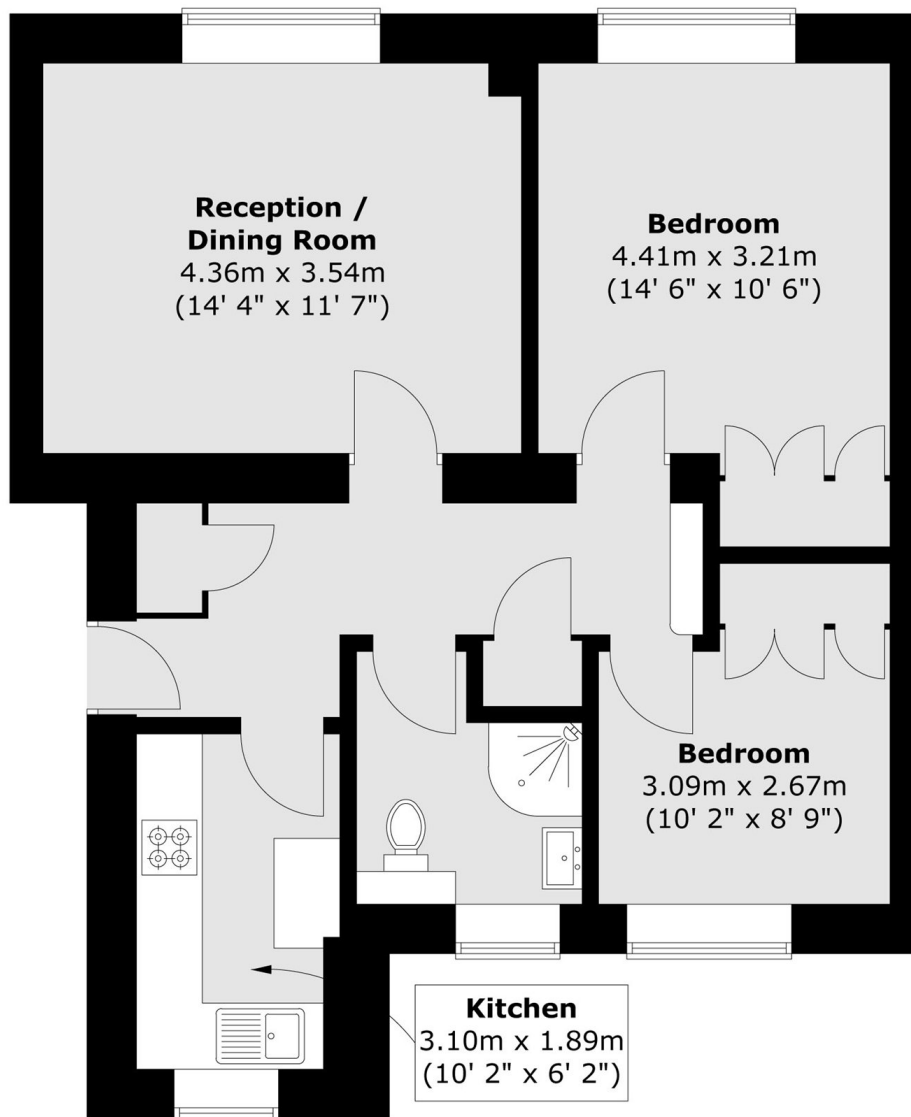 Reception /
Dining Room
4.36m x 3.54m
(14' 4" x 11' 7")
Bedroom
4.41m x 3.21m
(14' 6" x 10' 6")
Bedroom
3.09m x 2.67m
(10' 2" x 8' 9")
Kitchen
3.10m x 1.89m
(10' 2" x 6' 2")